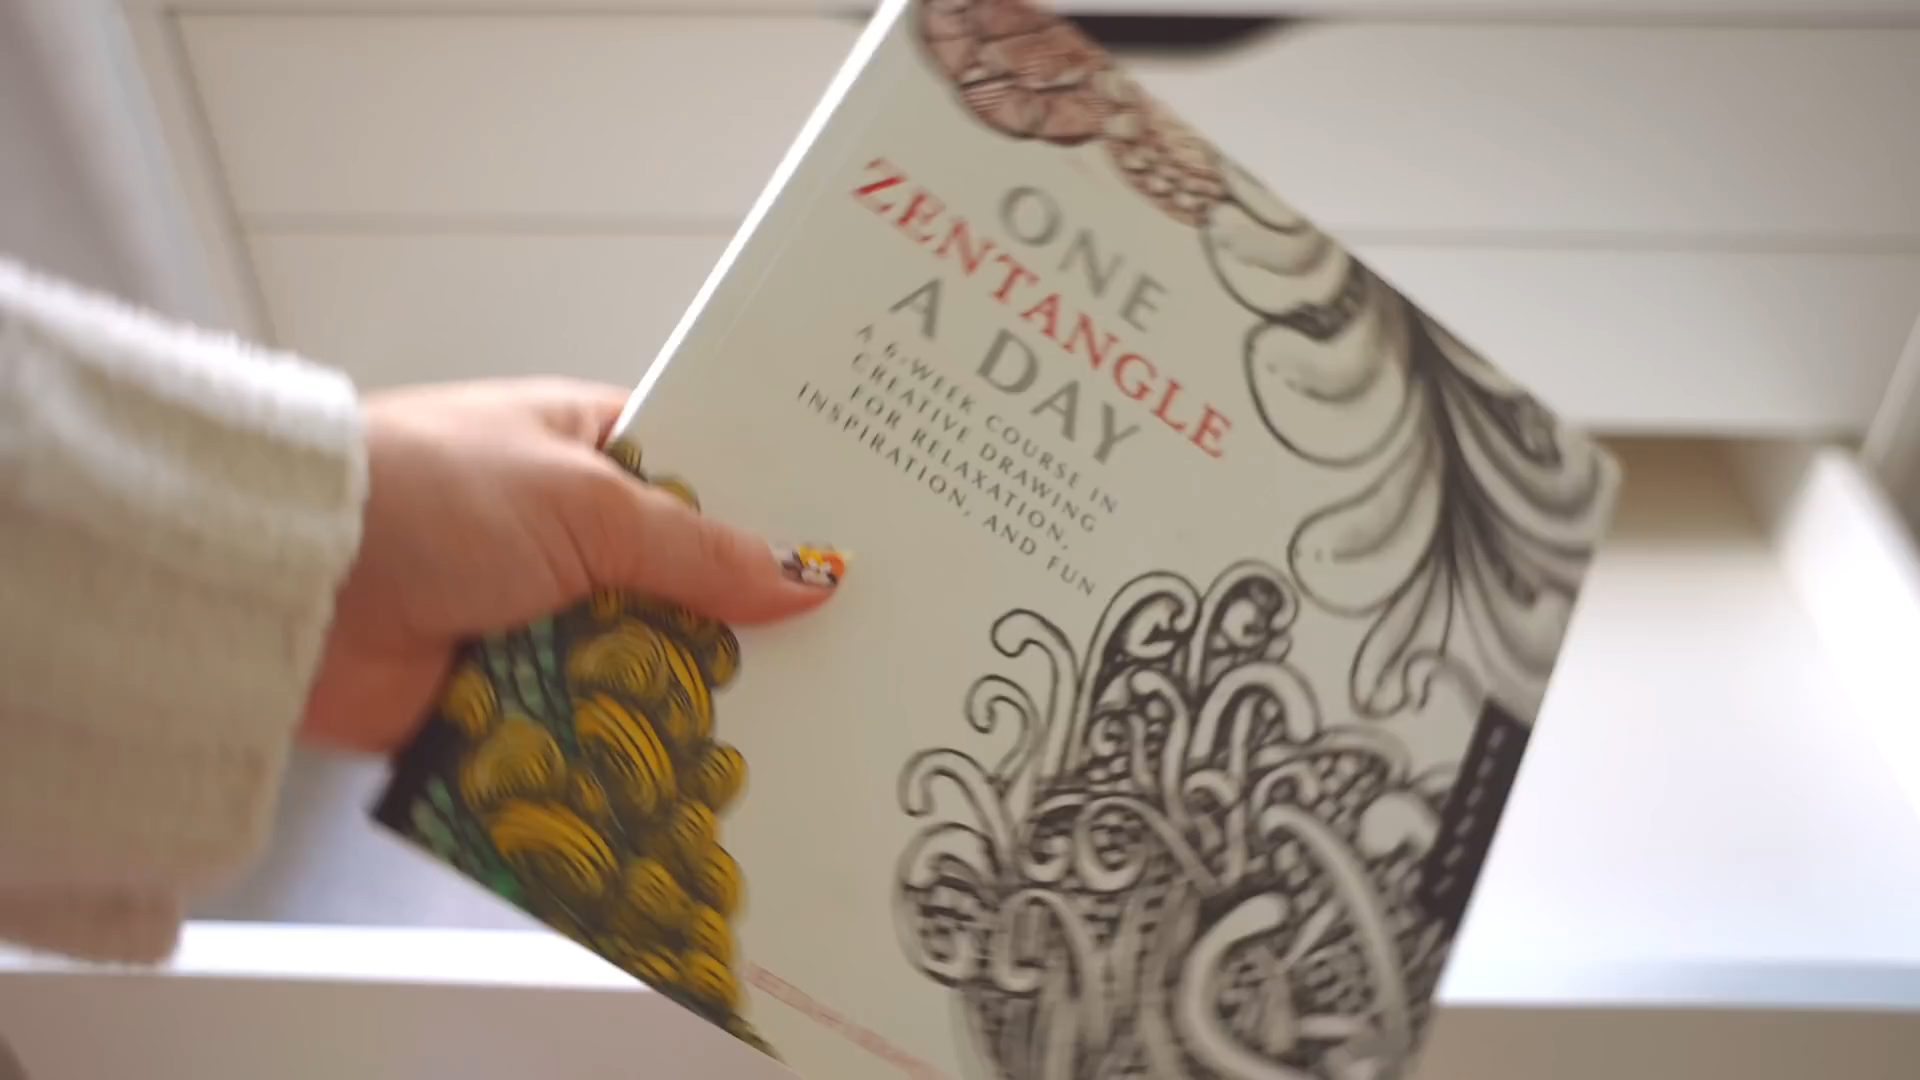 ONE
ZENTANGLE
A DAY
A 6-WEEK COURSE IN
CREATIVE DRAWING
FOR RELAXATION,
INSPIRATION, AND FUN